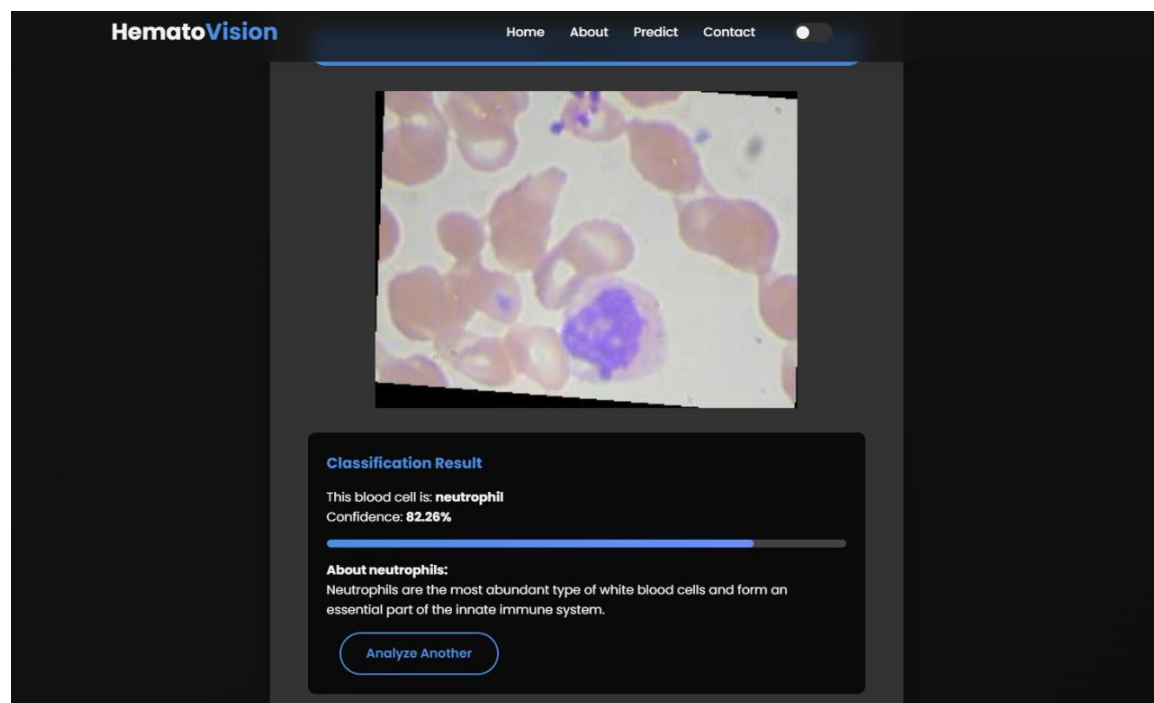 HematoVision
Home About Predict Contact
Classification Result
This blood cell is: neutrophil
Confidence: 82.26%
About neutrophils:
Neutrophils are the most abundant type of white blood cells and form an
essential part of the innate immune system.
Analyze Another